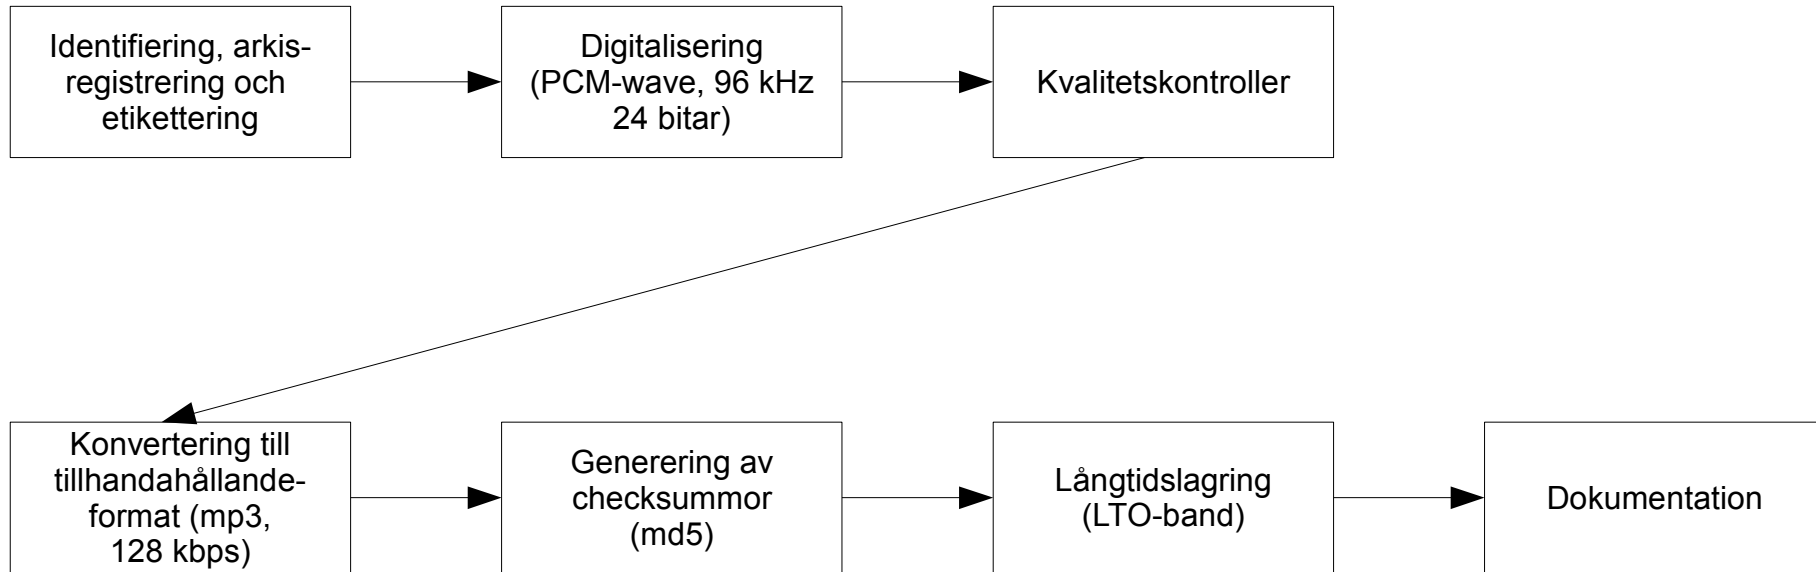 Identifiering, arkis-
registrering och
etikettering
Digitalisering
(PCM-wave, 96 kHz
24 bitar)
Kvalitetskontroller
Konvertering till
tillhandahållande-
format (mp3,
128 kbps)
Generering av
checksummor
(md5)
Långtidslagring
(LTO-band)
Dokumentation